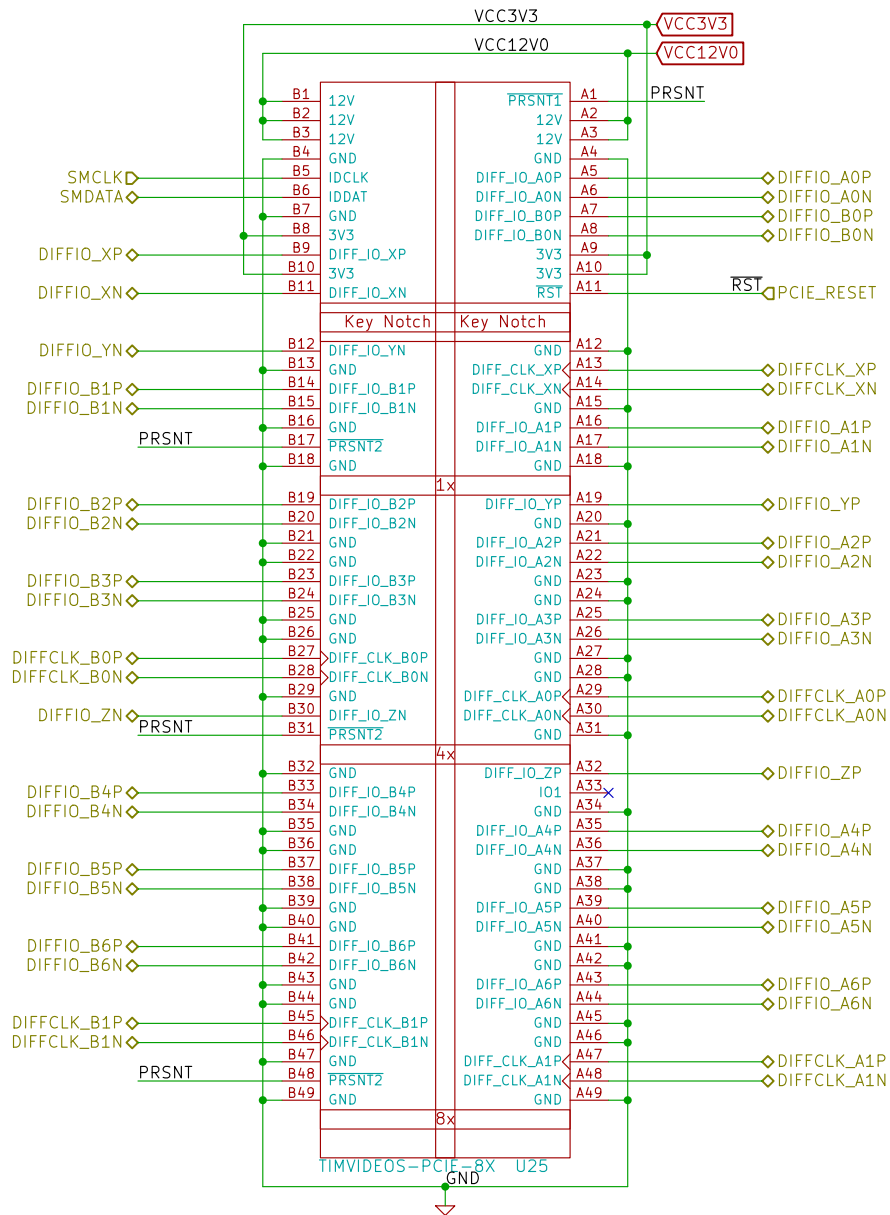 VCC3V3 VCC3V3
VCC12V0 VCC12V0
B1 12V PRSNT1 A1 PRSNT
B2 12V 12V A2
B3 12V 12V A3
B4 GND GND A4
SMCLK B5 IDCLK DIFF_IO_A0P A5 DIFFIO_A0P
SMDATA B6 IDDAT DIFF_IO_A0N A6 DIFFIO_A0N
B7 GND DIFF_IO_B0P A7 DIFFIO_B0P
B8 3V3 DIFF_IO_B0N A8 DIFFIO_B0N
DIFFIO_XP B9 DIFF_IO_XP 3V3 A9
B10 3V3 3V3 A10
DIFFIO_XN B11 DIFF_IO_XN RST A11 RST PCIE_RESET
Key Notch Key Notch
DIFFIO_YN B12 DIFF_IO_YN GND A12
B13 GND DIFF_CLK_XP A13 DIFFCLK_XP
DIFFIO_B1P B14 DIFF_IO_B1P DIFF_CLK_XN A14 DIFFCLK_XN
DIFFIO_B1N B15 DIFF_IO_B1N GND A15
B16 GND DIFF_IO_A1P A16 DIFFIO_A1P
PRSNT B17 PRSNT2 DIFF_IO_A1N A17 DIFFIO_A1N
B18 GND GND A18
1x
DIFFIO_B2P B19 DIFF_IO_B2P DIFF_IO_YP A19 DIFFIO_YP
DIFFIO_B2N B20 DIFF_IO_B2N GND A20
B21 GND DIFF_IO_A2P A21 DIFFIO_A2P
B22 GND DIFF_IO_A2N A22 DIFFIO_A2N
DIFFIO_B3P B23 DIFF_IO_B3P GND A23
DIFFIO_B3N B24 DIFF_IO_B3N GND A24
B25 GND DIFF_IO_A3P A25 DIFFIO_A3P
B26 GND DIFF_IO_A3N A26 DIFFIO_A3N
DIFFCLK_B0P B27 DIFF_CLK_B0P GND A27
DIFFCLK_B0N B28 DIFF_CLK_B0N GND A28
B29 GND DIFF_CLK_A0P A29 DIFFCLK_A0P
DIFFIO_ZN B30 DIFF_IO_ZN DIFF_CLK_A0N A30 DIFFCLK_A0N
PRSNT B31 PRSNT2 GND A31
4x
B32 GND DIFF_IO_ZP A32 DIFFIO_ZP
DIFFIO_B4P B33 DIFF_IO_B4P IO1 A33
DIFFIO_B4N B34 DIFF_IO_B4N GND A34
B35 GND DIFF_IO_A4P A35 DIFFIO_A4P
B36 GND DIFF_IO_A4N A36 DIFFIO_A4N
DIFFIO_B5P B37 DIFF_IO_B5P GND A37
DIFFIO_B5N B38 DIFF_IO_B5N GND A38
B39 GND DIFF_IO_A5P A39 DIFFIO_A5P
B40 GND DIFF_IO_A5N A40 DIFFIO_A5N
DIFFIO_B6P B41 DIFF_IO_B6P GND A41
DIFFIO_B6N B42 DIFF_IO_B6N GND A42
B43 GND DIFF_IO_A6P A43 DIFFIO_A6P
B44 GND DIFF_IO_A6N A44 DIFFIO_A6N
DIFFCLK_B1P B45 DIFF_CLK_B1P GND A45
DIFFCLK_B1N B46 DIFF_CLK_B1N GND A46
B47 GND DIFF_CLK_A1P A47 DIFFCLK_A1P
PRSNT B48 PRSNT2 DIFF_CLK_A1N A48 DIFFCLK_A1N
B49 GND GND A49
8x
TIMVIDEOS-PCIE-8X U25
GND